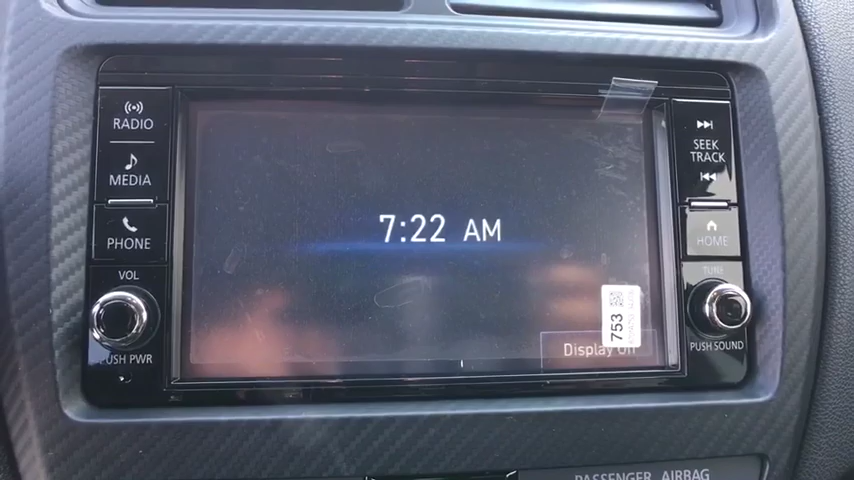 RADIO
MEDIA
PHONE
VOL
PUSH PWR
7:22 AM
753
Display Off
SEEK
TRACK
HOME
TUNE
PUSH SOUND
PASSENGER AIRBAG